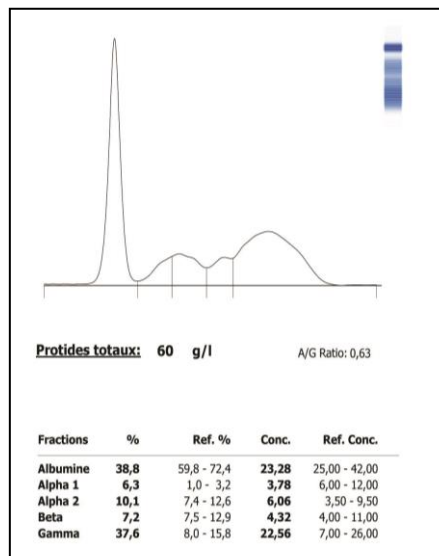 Protides totaux: 60 g/l A/G Ratio: 0,63
Fractions % Ref. % Conc. Ref. Conc.
Albumine 38,8 59,8 - 72,4 23,28 25,00 - 42,00
Alpha 1 6,3 1,0 - 3,2 3,78 6,00 - 12,00
Alpha 2 10,1 7,4 - 12,6 6,06 3,50 - 9,50
Beta 7,2 7,5 - 12,9 4,32 4,00 - 11,00
Gamma 37,6 8,0 - 15,8 22,56 7,00 - 26,00